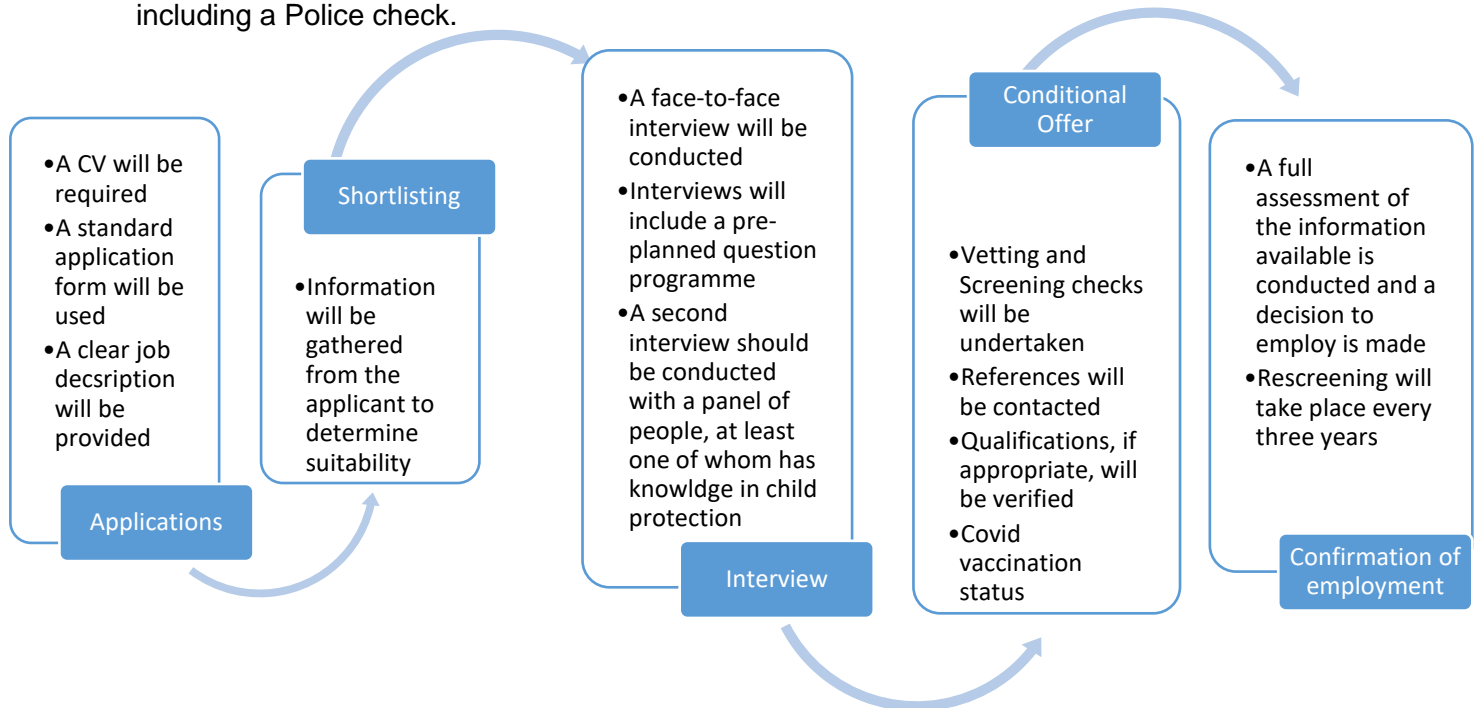 including a Police check.
•A CV will be
required
•A standard
application
form will be
used
•A clear job
decsription
will be
provided
Applications
Shortlisting
•Information
will be
gathered
from the
applicant to
determine
suitability
•A face-to-face
interview will be
conducted
•Interviews will
include a pre-
planned question
programme
•A second
interview should
be conducted
with a panel of
people, at least
one of whom has
knowldge in child
protection
Interview
Conditional
Offer
•Vetting and
Screening checks
will be
undertaken
•References will
be contacted
•Qualifications, if
appropriate, will
be verified
•Covid
vaccination
status
•A full
assessment of
the information
available is
conducted and a
decision to
employ is made
•Rescreening will
take place every
three years
Confirmation of
employment